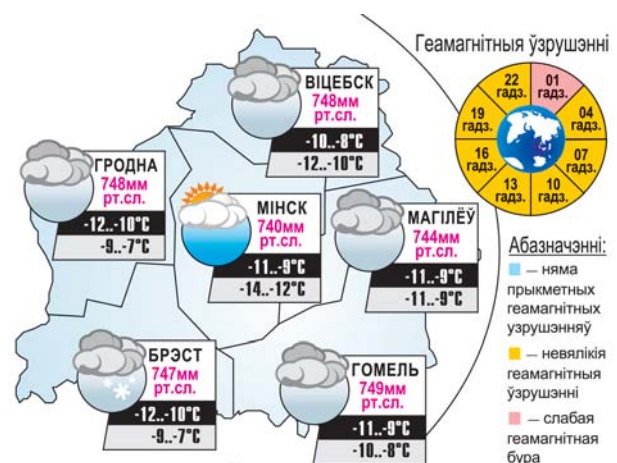 Геамагнітныя ўзрушэнні
22
гадз.
01
гадз.
04
гадз.
07
гадз.
10
гадз.
13
гадз.
16
гадз.
19
гадз.
ВІЦЕБСК
748мм
рт.сл.
-10..-8°C
-12..-10°C
ГРОДНА
748мм
рт.сл.
-12..-10°C
-9..-7°C
МІНСК
740мм
рт.сл.
-11..-9°C
-14..-12°C
МАГІЛЁЎ
744мм
рт.сл.
-11..-9°C
-11..-9°C
БРЭСТ
747мм
рт.сл.
-12..-10°C
-9..-7°C
ГОМЕЛЬ
749мм
рт.сл.
-11..-9°C
-10..-8°C
Абазначэнні:
— няма
прыкметных
геамагнітных
узрушэнняў
— невялікія
геамагнітныя
ўзрушэнні
— слабая
геамагнітная
бура